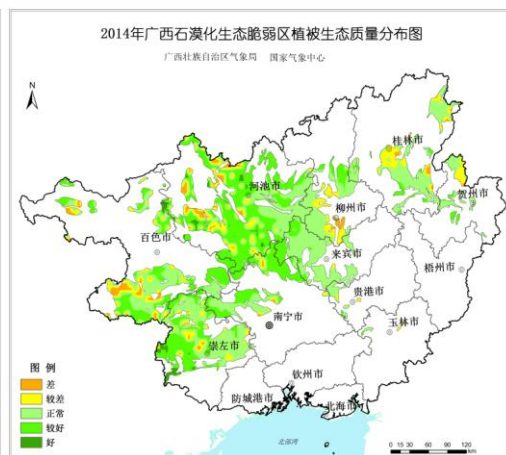 2014年广西石漠化生态脆弱区植被生态质量分布图
广西壮族自治区气象局 国家气象中心
N
桂林市
河池市
贺州市
柳州市
百色市
来宾市
梧州市
贵港市
南宁市
玉林市
崇左市
钦州市
防城港市
北海市
北部湾
图 例
差
较差
正常
较好
好
0 15 30 60 90 120
km